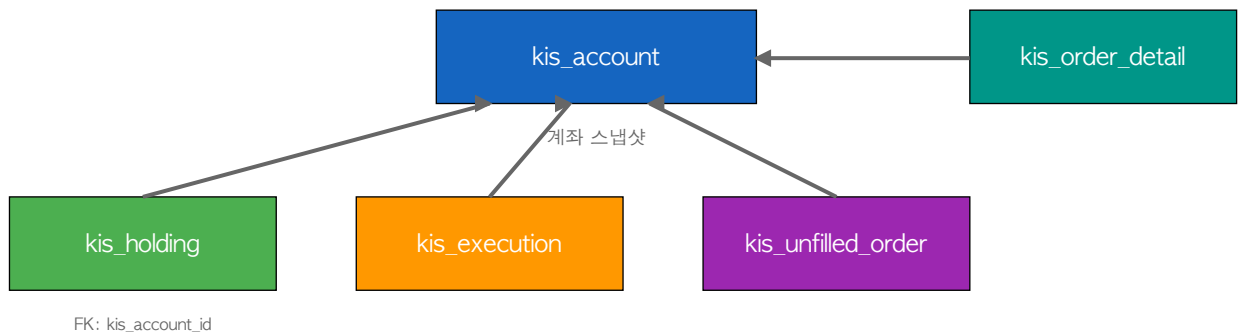 kis_account
kis_order_detail
계좌 스냅샷
kis_holding
kis_execution
kis_unfilled_order
FK: kis_account_id